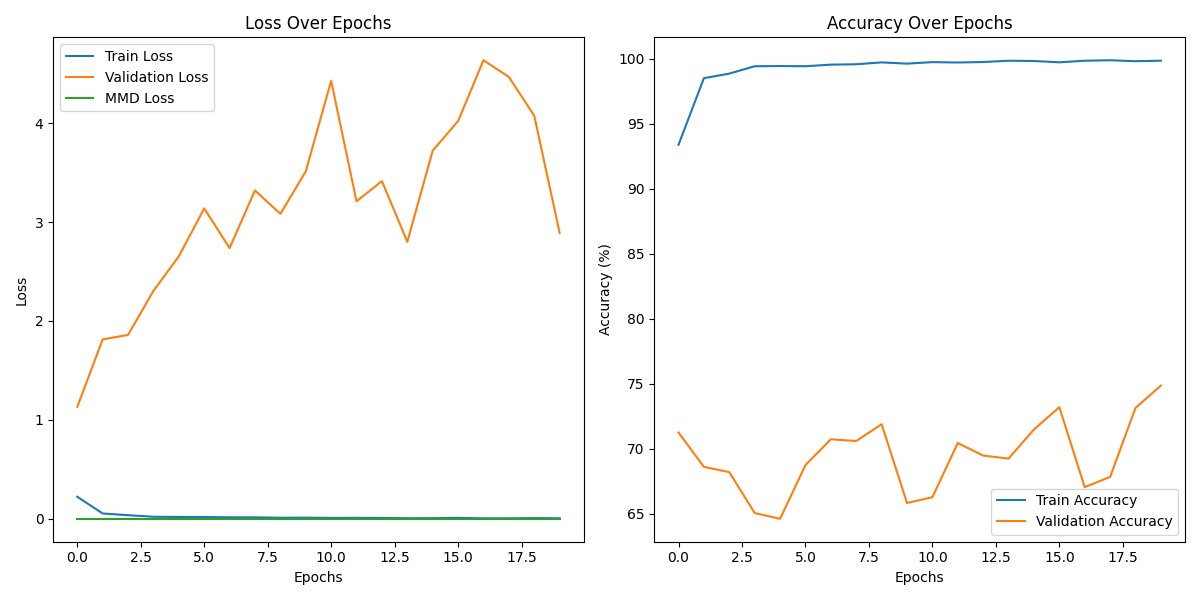 Loss Over Epochs
Train Loss
Validation Loss
MMD Loss
4
3
2
1
0
Loss
0.0 2.5 5.0 7.5 10.0 12.5 15.0 17.5
Epochs
Accuracy Over Epochs
100
95
90
85
80
75
70
65
Accuracy (%)
Train Accuracy
Validation Accuracy
0.0 2.5 5.0 7.5 10.0 12.5 15.0 17.5
Epochs